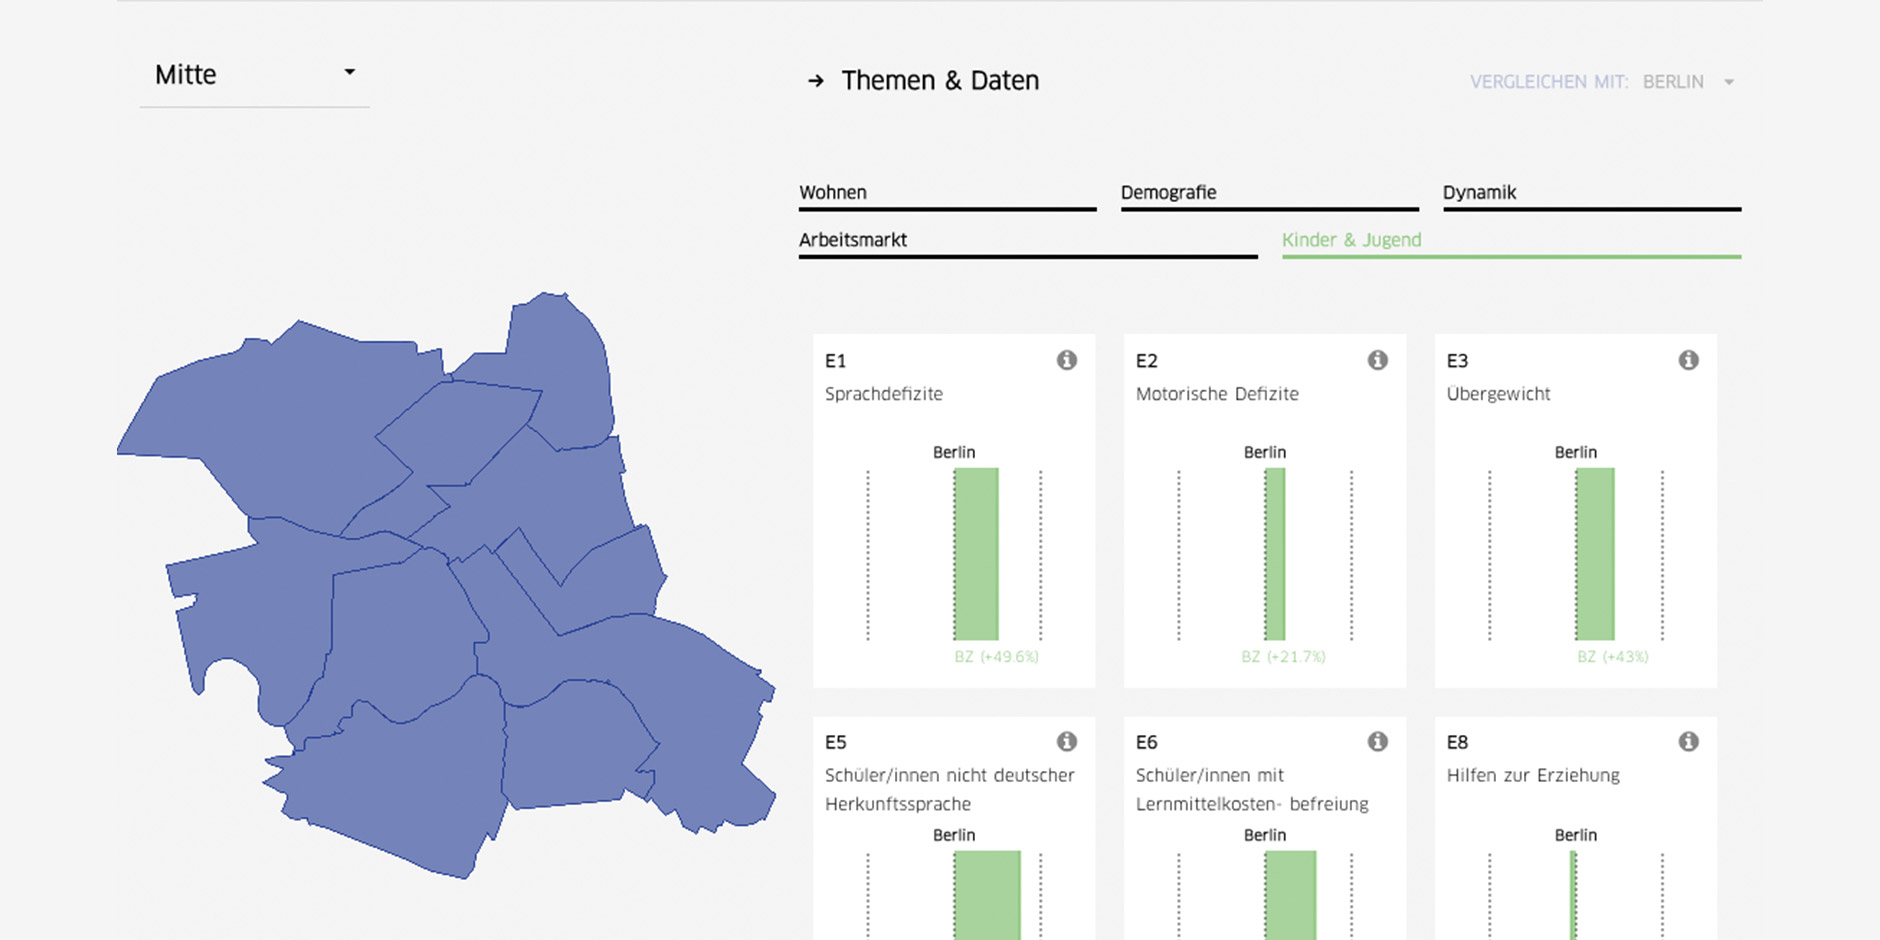 Mitte
→ Themen & Daten
VERGLEICHEN MIT: BERLIN
Wohnen
Demografie
Dynamik
Arbeitsmarkt
Kinder & Jugend
E1
Sprachdefizite
Berlin
BZ (+49.6%)
E2
Motorische Defizite
Berlin
BZ (+21.7%)
E3
Übergewicht
Berlin
BZ (+43%)
E5
Schüler/innen nicht deutscher
Herkunftssprache
Berlin
E6
Schüler/innen mit
Lernmittelkosten- befreiung
Berlin
E8
Hilfen zur Erziehung
Berlin